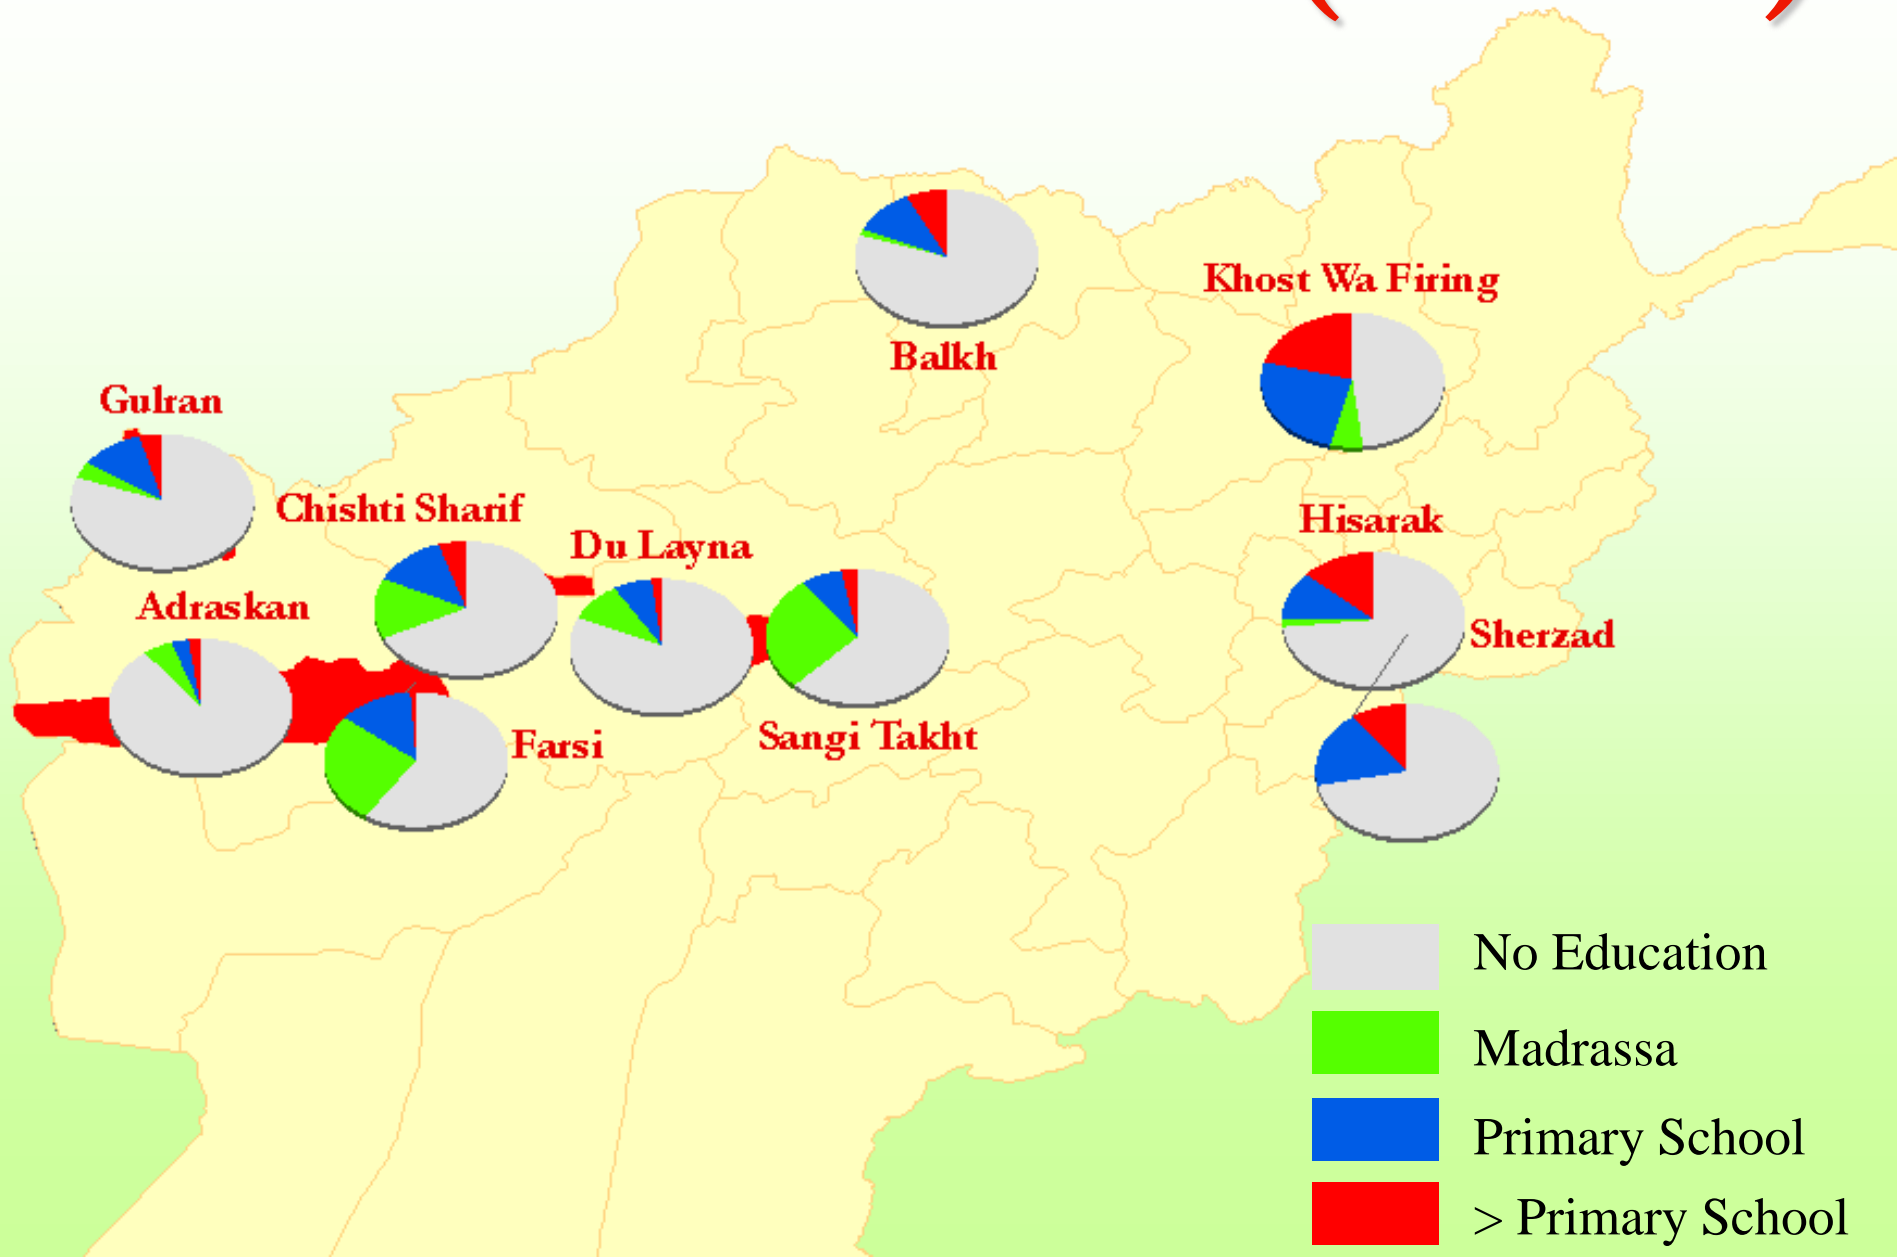 ( )
Khost Wa Firing
Balkh
Gulran
Chishti Sharif
Hisarak
Du Layna
Adraskan
Sherzad
Sangi Takht
Farsi
No Education
Madrassa
Primary School
> Primary School